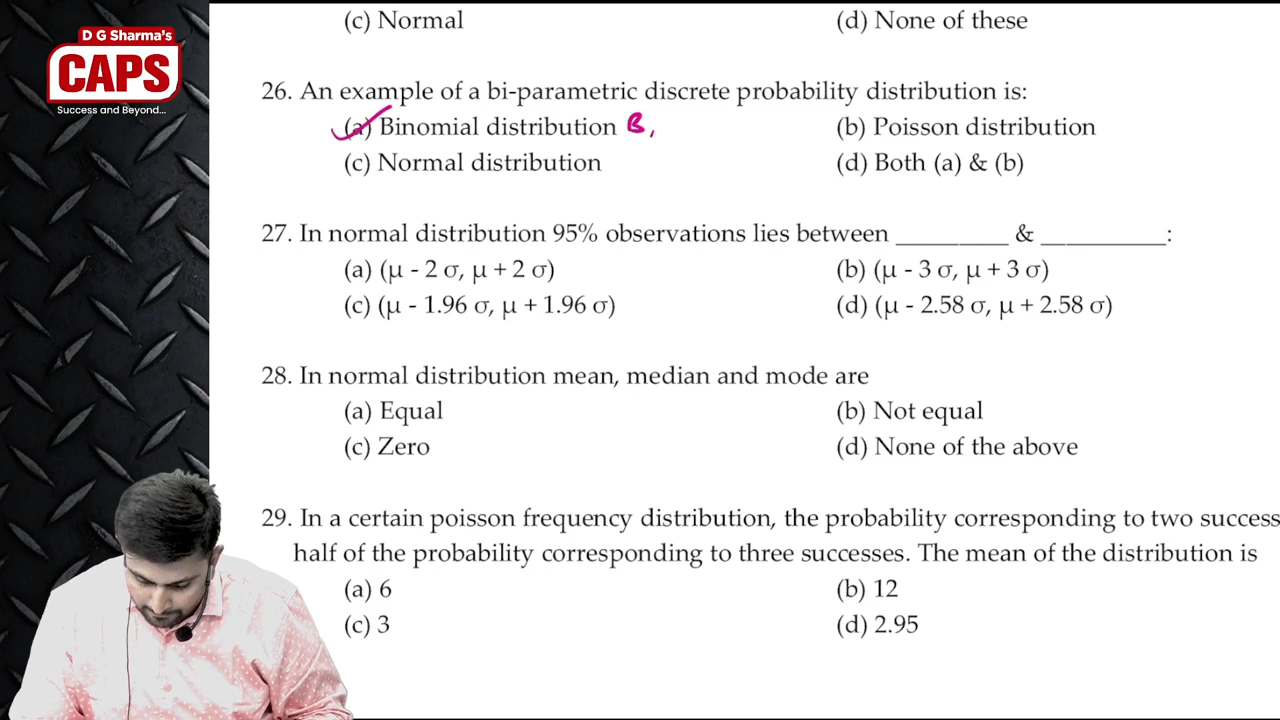 D G Sharma's
CAPS
Success and Beyond...
(c) Normal (d) None of these
26. An example of a bi-parametric discrete probability distribution is:
(a) Binomial distribution B, (b) Poisson distribution
(c) Normal distribution (d) Both (a) & (b)
27. In normal distribution 95% observations lies between _________ & __________:
(a) (μ - 2 σ, μ + 2 σ) (b) (μ - 3 σ, μ + 3 σ)
(c) (μ - 1.96 σ, μ + 1.96 σ) (d) (μ - 2.58 σ, μ + 2.58 σ)
28. In normal distribution mean, median and mode are
(a) Equal (b) Not equal
(c) Zero (d) None of the above
29. In a certain poisson frequency distribution, the probability corresponding to two success
half of the probability corresponding to three successes. The mean of the distribution is
(a) 6 (b) 12
(c) 3 (d) 2.95